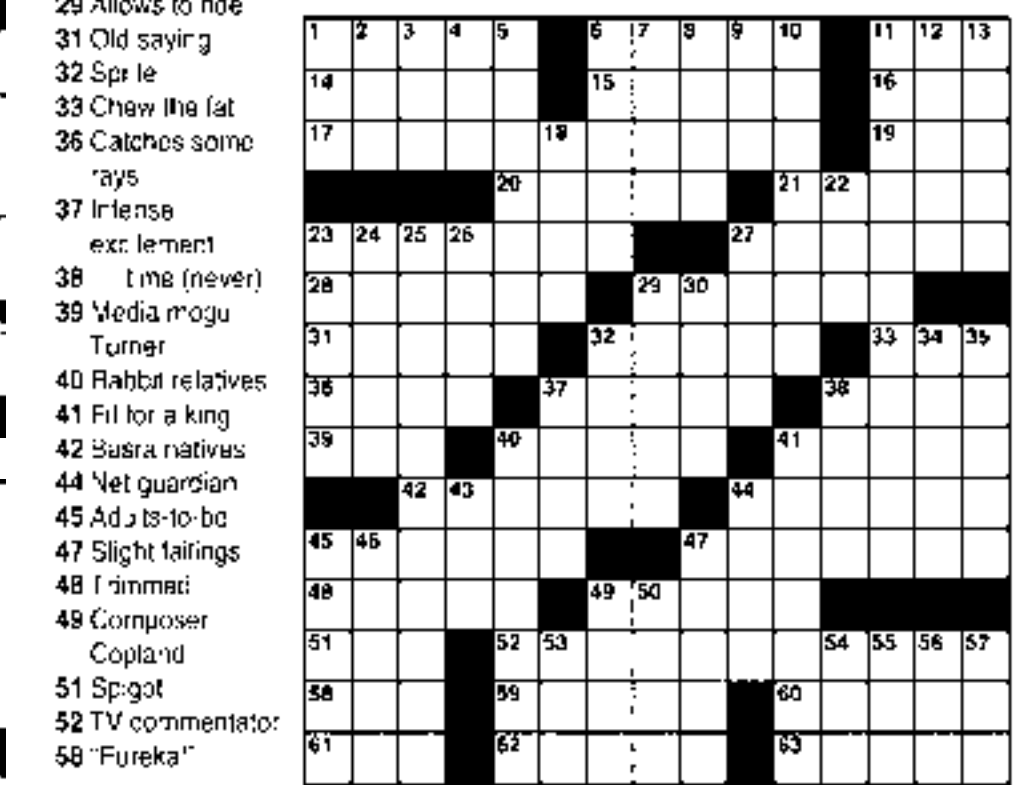 29 Allows to ride
31 Old saying
32 Sprite
33 Chew the fat
36 Catches some
rays
37 Intense
excitement
38 time (never)
39 Media mogul
Turner
40 Rabbit relatives
41 Fit for a king
42 Basra natives
44 Net guardian
45 Adults-to-be
47 Slight failings
48 Trimmed
49 Composer
Copland
51 Spigot
52 TV commentator
58 "Eureka"
1 2 3 4 5 6 7 8 9 10 11 12 13
14 15 16
17 18 19
20 21 22
23 24 25 26 27
28 29 30
31 32 33 34 35
36 37 38
39 40 41
42 43 44
45 46 47
48 49 50
51 52 53 54 55 56 57
58 59 60
61 62 63